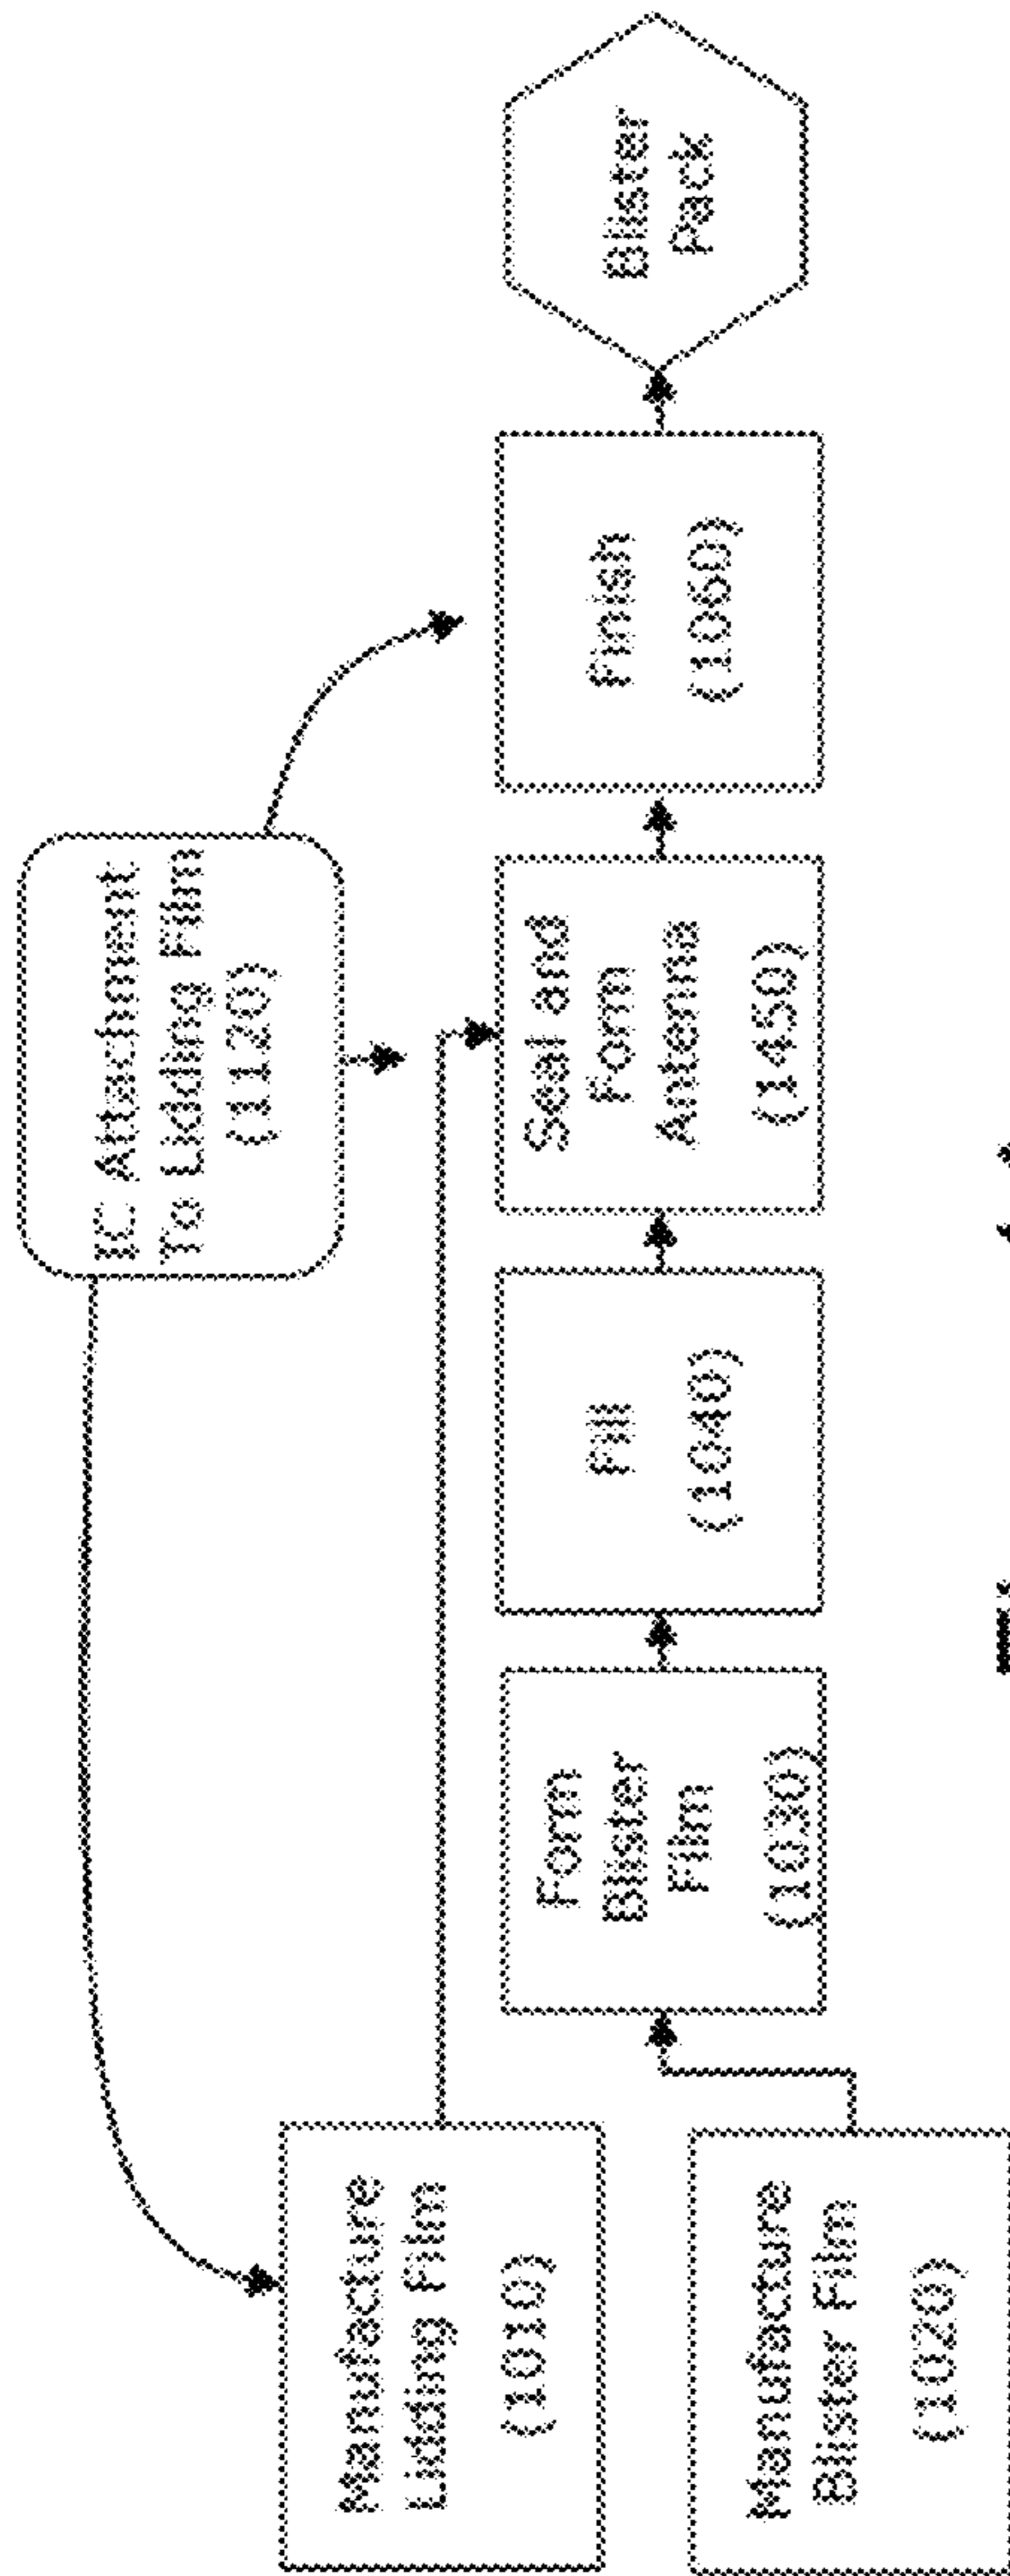 IC Attachment
To Lidding Film
(1120)
Manufacture
Lidding Film
(1010)
Manufacture
Blister Film
(1020)
Form
Blister
Film
(1030)
Fill
(1040)
Seal and
Form
Antenna
(1450)
Finish
(1060)
Blister
Pack